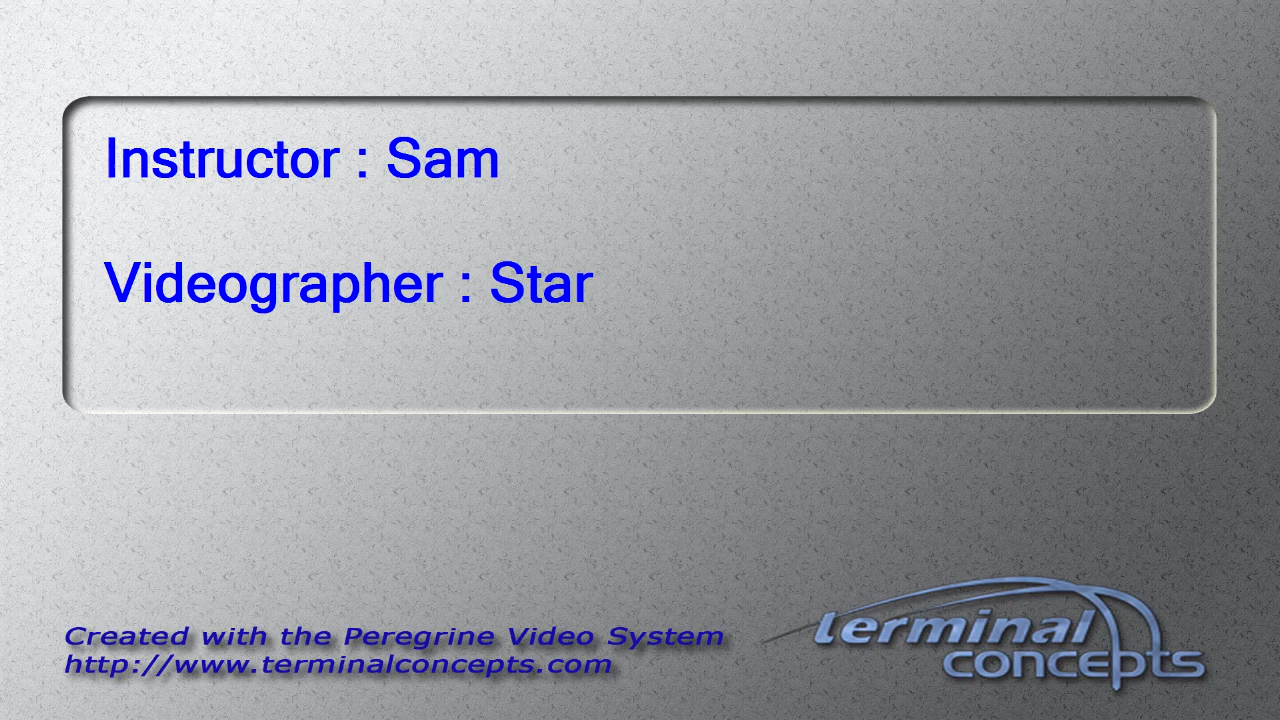 Instructor : Sam
Videographer : Star
Created with the Peregrine Video System
http://www.terminalconcepts.com
terminal
concepts